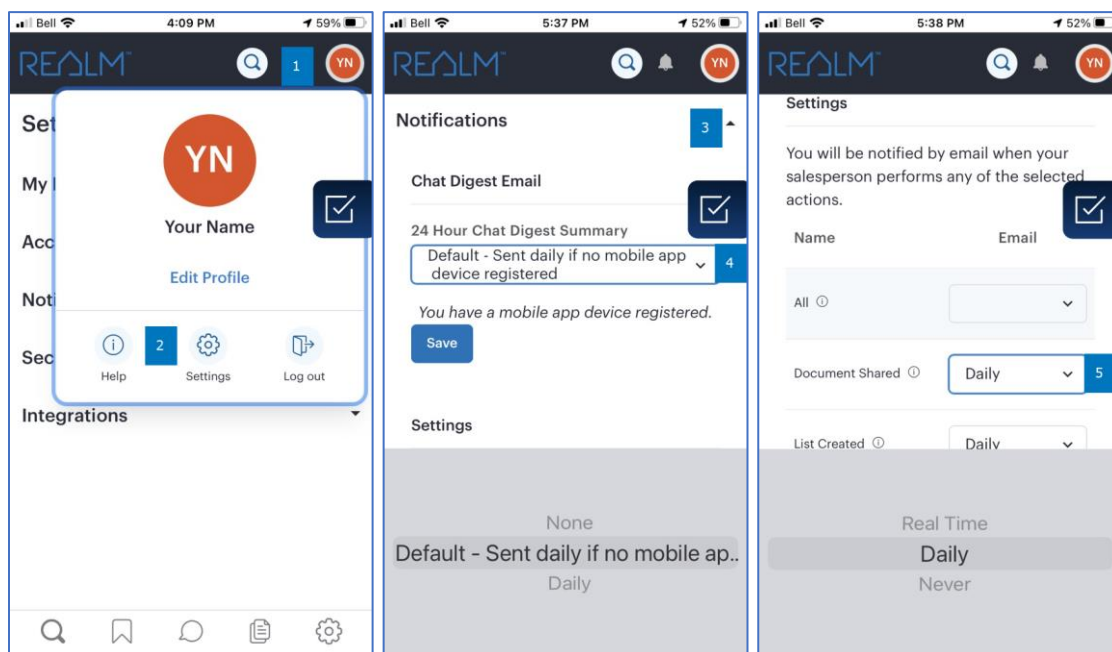 Bell 4:09 PM 59%
REALM™ 1 YN
Set
YN
My
Your Name
Acc
Edit Profile
Noti
2
Sec
Help Settings Log out
Integrations
Bell 5:37 PM 52%
REALM™ YN
Notifications 3
Chat Digest Email
24 Hour Chat Digest Summary
Default - Sent daily if no mobile app
device registered 4
You have a mobile app device registered.
Save
Settings
None
Default - Sent daily if no mobile ap..
Daily
Bell 5:38 PM 52%
REALM™ YN
Settings
You will be notified by email when your
salesperson performs any of the selected
actions.
Name Email
All
Document Shared Daily 5
List Created Daily
Real Time
Daily
Never